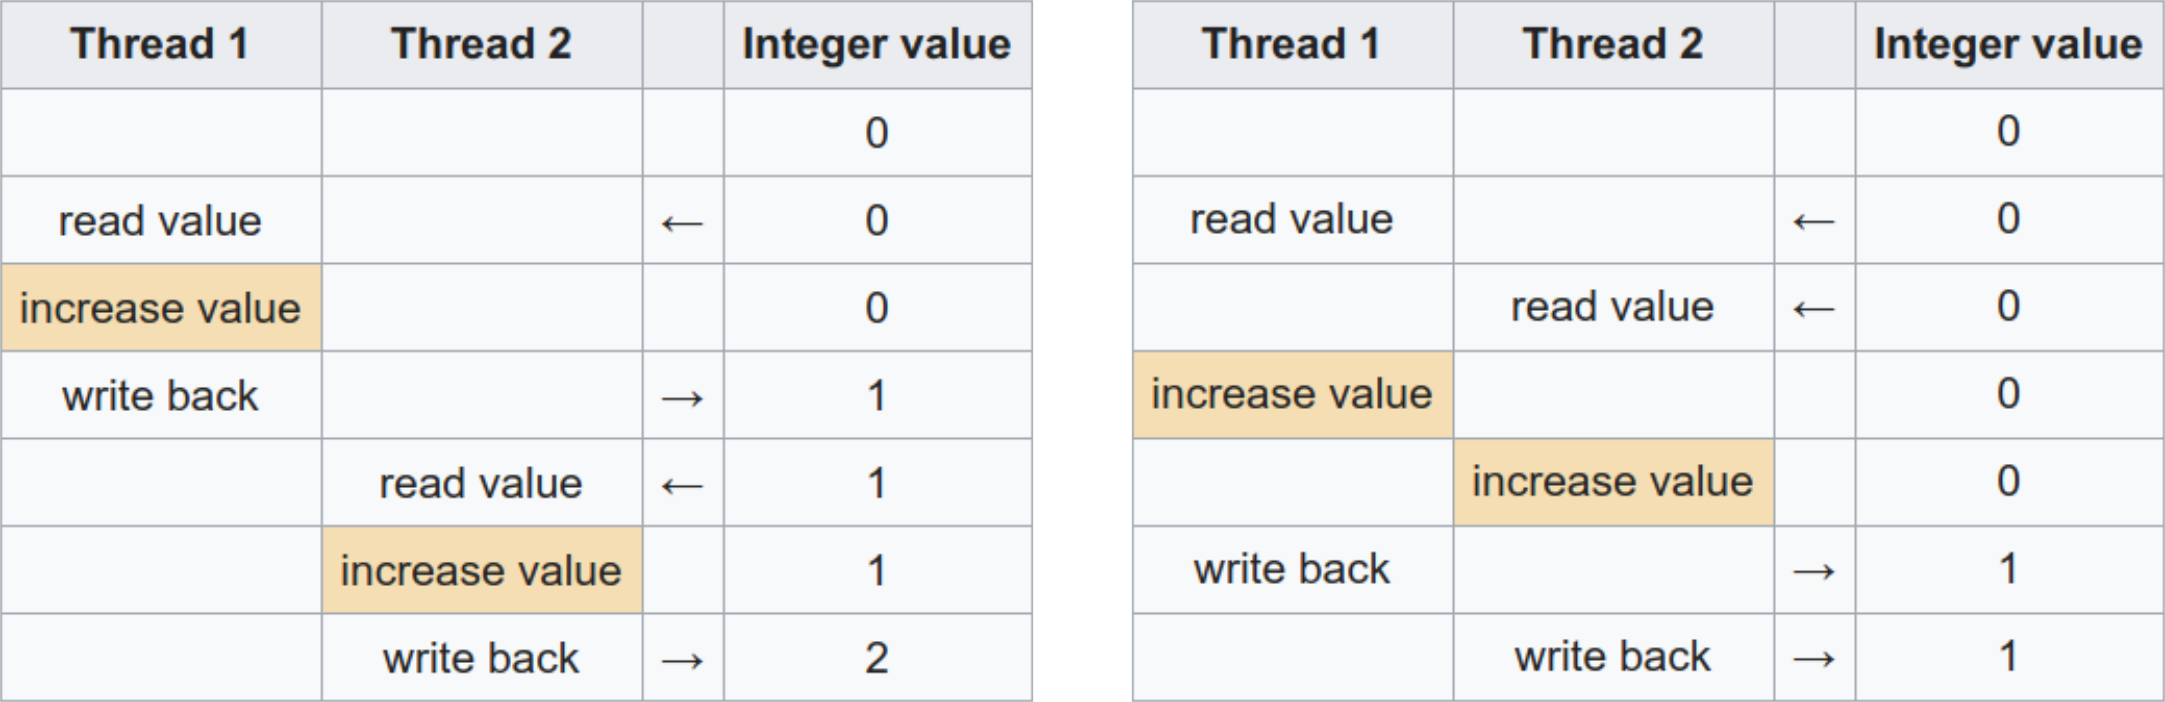 Thread 1 Thread 2 Integer value
0
read value ← 0
increase value 0
write back → 1
read value ← 1
increase value 1
write back → 2
Thread 1 Thread 2 Integer value
0
read value ← 0
read value ← 0
increase value 0
increase value 0
write back → 1
write back → 1